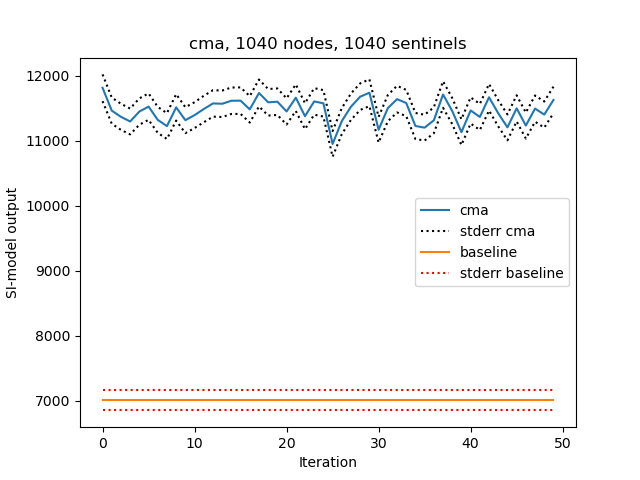 cma, 1040 nodes, 1040 sentinels
12000
11000
10000
9000
8000
7000
SI-model output
cma
stderr cma
baseline
stderr baseline
0
10
20
30
40
50
Iteration